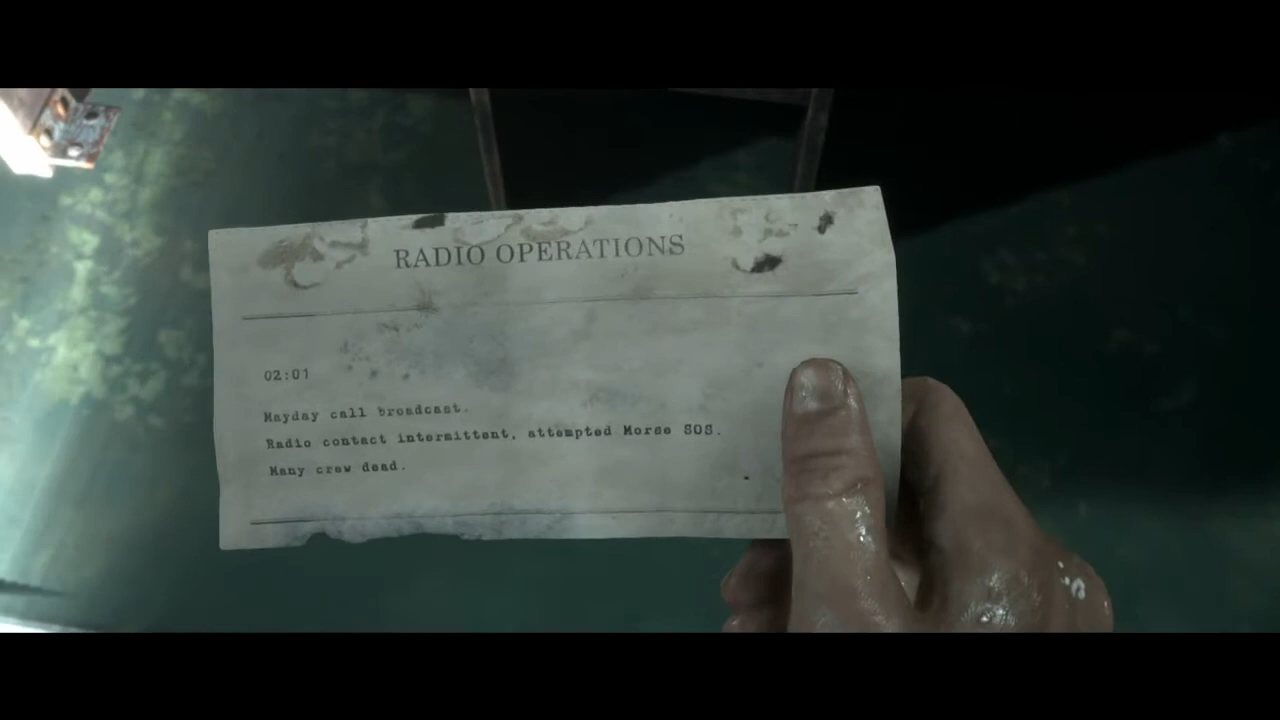 RADIO OPERATIONS
02:01
Mayday call broadcast.
Radio contact intermittent, attempted Morse SOS.
Many crew dead.